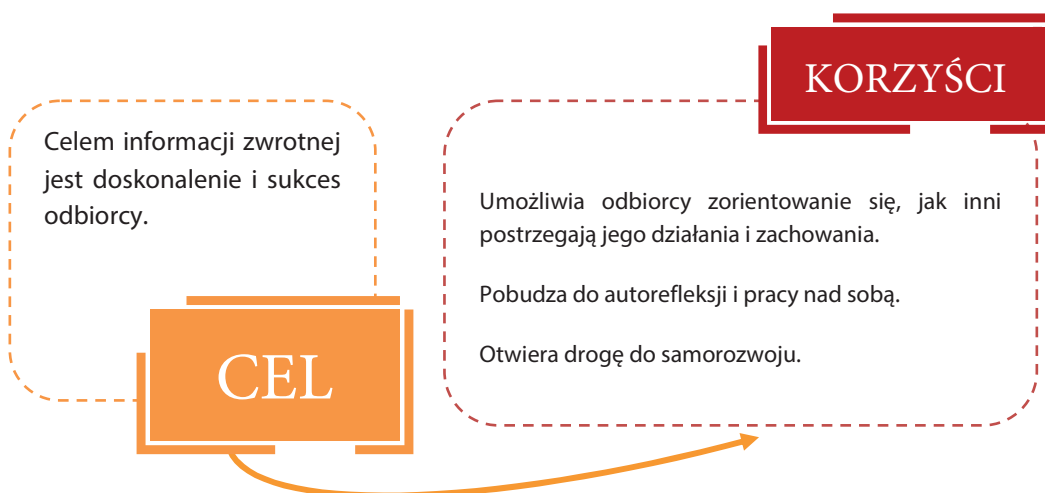 KORZYŚCI
Celem informacji zwrotnej
jest doskonalenie i sukces
odbiorcy.
CEL
Umożliwia odbiorcy zorientowanie się, jak inni
postrzegają jego działania i zachowania.
Pobudza do autorefleksji i pracy nad sobą.
Otwiera drogę do samorozwoju.